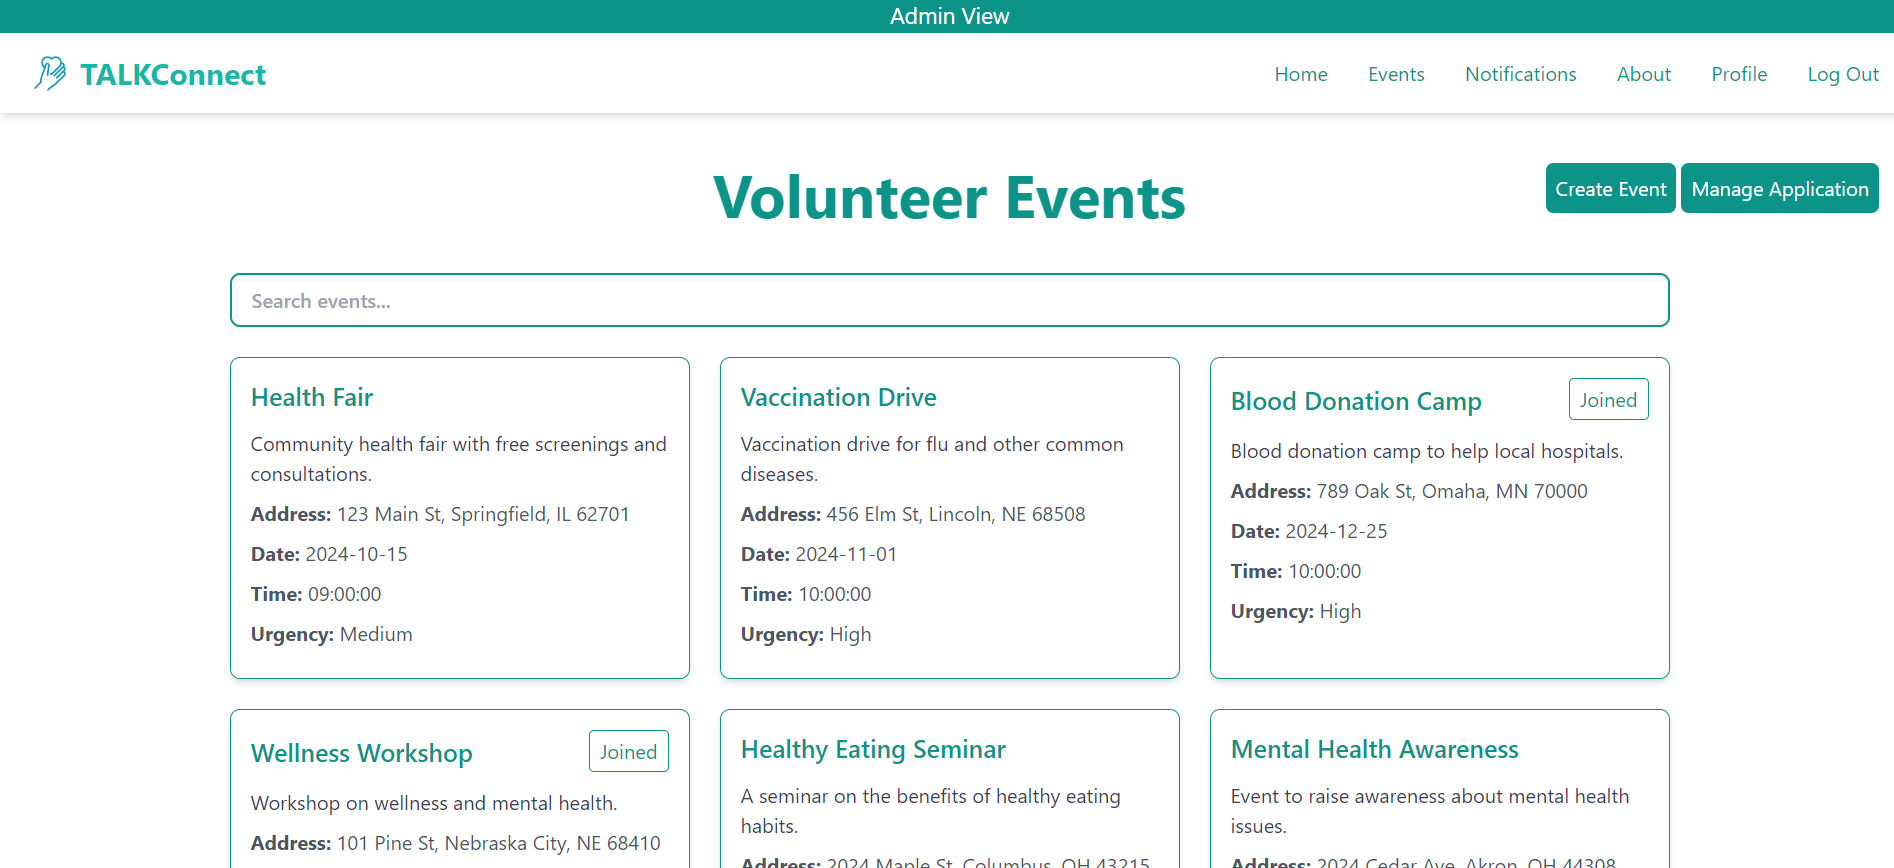 Admin View
TALKConnect
Home Events Notifications About Profile Log Out
Volunteer Events
Create Event Manage Application
Search events...
Health Fair
Community health fair with free screenings and
consultations.
Address: 123 Main St, Springfield, IL 62701
Date: 2024-10-15
Time: 09:00:00
Urgency: Medium
Vaccination Drive
Vaccination drive for flu and other common
diseases.
Address: 456 Elm St, Lincoln, NE 68508
Date: 2024-11-01
Time: 10:00:00
Urgency: High
Blood Donation Camp Joined
Blood donation camp to help local hospitals.
Address: 789 Oak St, Omaha, MN 70000
Date: 2024-12-25
Time: 10:00:00
Urgency: High
Wellness Workshop Joined
Workshop on wellness and mental health.
Address: 101 Pine St, Nebraska City, NE 68410
Healthy Eating Seminar
A seminar on the benefits of healthy eating
habits.
Address: 2024 Maple St, Columbus, OH 43215
Mental Health Awareness
Event to raise awareness about mental health
issues.
Address: 2024 Cedar Ave, Akron, OH 44308